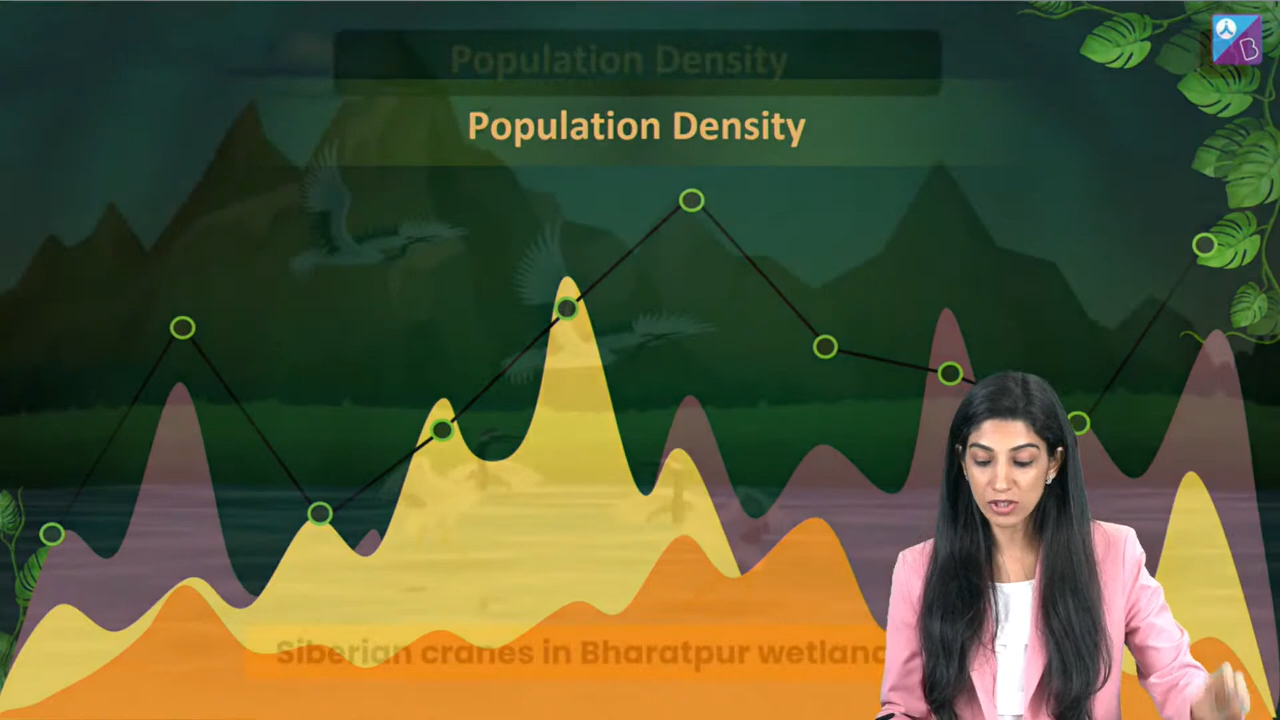 Population Density
Population Density
Siberian cranes in Bharatpur wetland
B